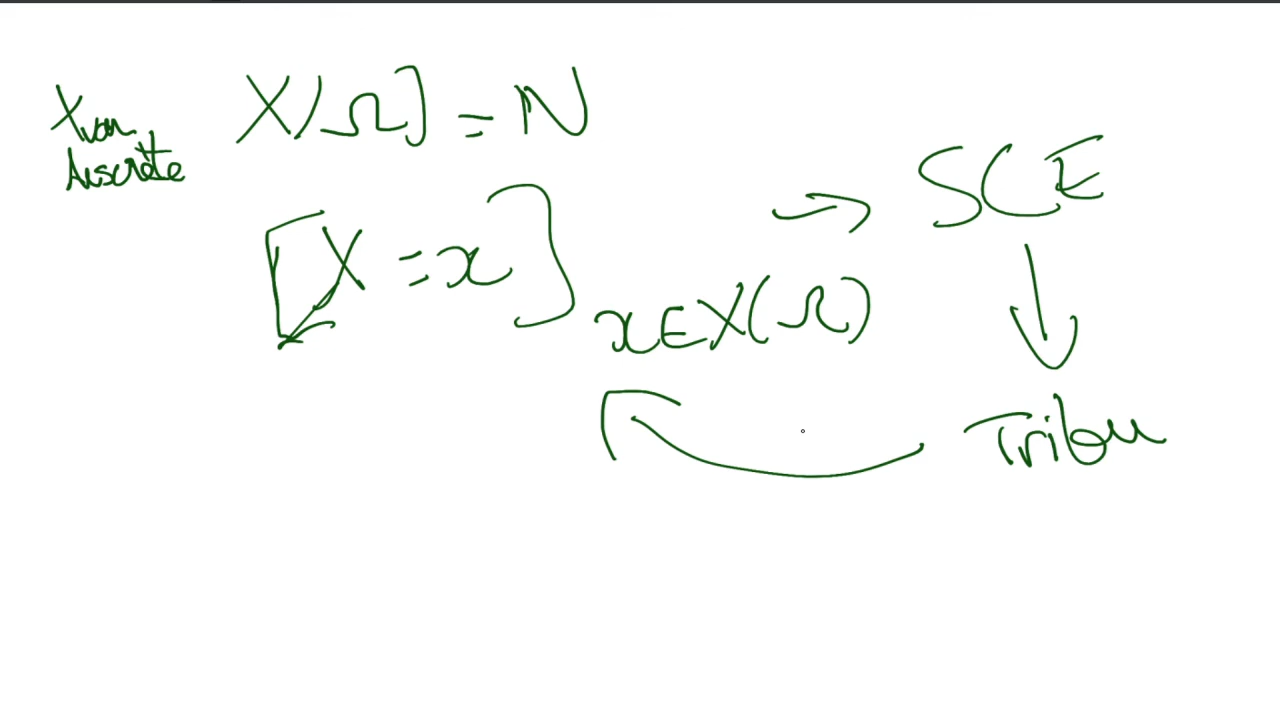 X var discrète
X(Ω) = N
[X = x] x∈X(Ω) → SCE
Tribu